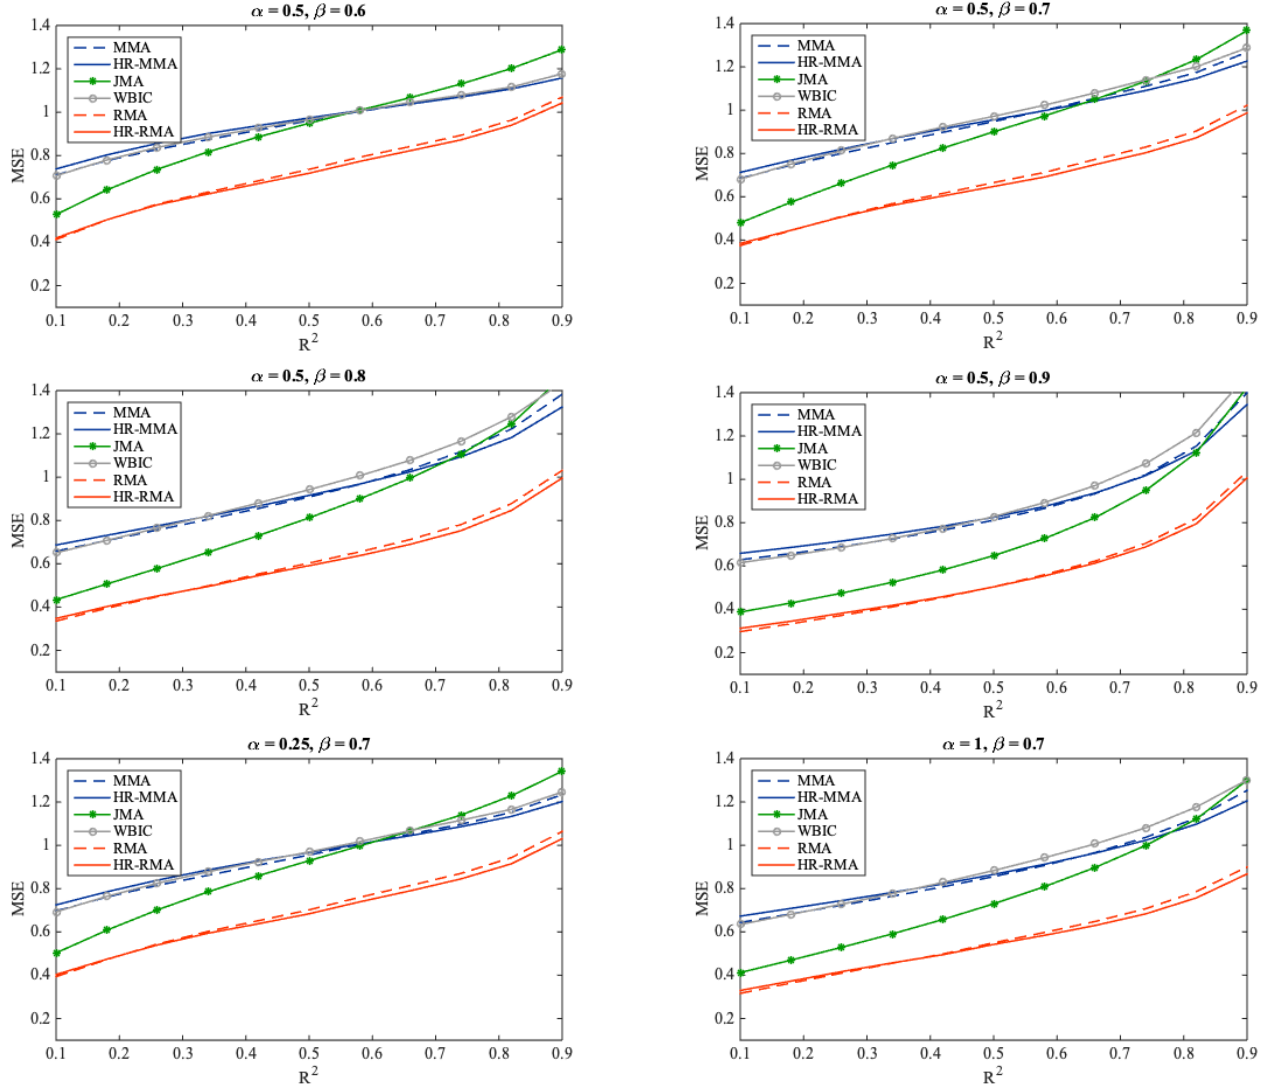 α = 0.5, β = 0.6
1.4
1.2
1
0.8
0.6
0.4
0.2
MSE
MMA
HR-MMA
JMA
WBIC
RMA
HR-RMA
0.1 0.2 0.3 0.4 0.5 0.6 0.7 0.8 0.9
R²
α = 0.5, β = 0.7
1.4
1.2
1
0.8
0.6
0.4
0.2
MSE
MMA
HR-MMA
JMA
WBIC
RMA
HR-RMA
0.1 0.2 0.3 0.4 0.5 0.6 0.7 0.8 0.9
R²
α = 0.5, β = 0.8
1.4
1.2
1
0.8
0.6
0.4
0.2
MSE
MMA
HR-MMA
JMA
WBIC
RMA
HR-RMA
0.1 0.2 0.3 0.4 0.5 0.6 0.7 0.8 0.9
R²
α = 0.5, β = 0.9
1.4
1.2
1
0.8
0.6
0.4
0.2
MSE
MMA
HR-MMA
JMA
WBIC
RMA
HR-RMA
0.1 0.2 0.3 0.4 0.5 0.6 0.7 0.8 0.9
R²
α = 0.25, β = 0.7
1.4
1.2
1
0.8
0.6
0.4
0.2
MSE
MMA
HR-MMA
JMA
WBIC
RMA
HR-RMA
0.1 0.2 0.3 0.4 0.5 0.6 0.7 0.8 0.9
R²
α = 1, β = 0.7
1.4
1.2
1
0.8
0.6
0.4
0.2
MSE
MMA
HR-MMA
JMA
WBIC
RMA
HR-RMA
0.1 0.2 0.3 0.4 0.5 0.6 0.7 0.8 0.9
R²